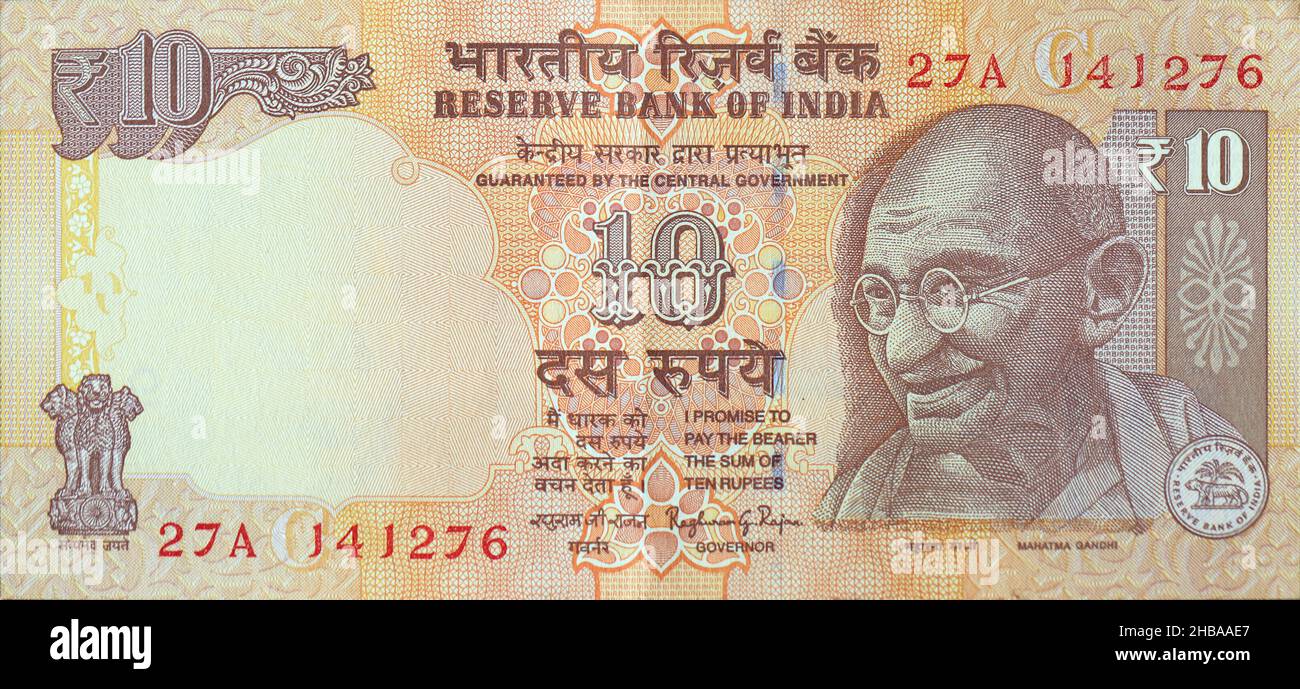 ₹10
भारतीय रिज़र्व बैंक
27A 141276
RESERVE BANK OF INDIA
केन्द्रीय सरकार द्वारा प्रत्याभूत
GUARANTEED BY THE CENTRAL GOVERNMENT
₹10
10
दस रुपये
मैं धारक को
दस रुपये
अदा करने का
वचन देता हूँ
I PROMISE TO
PAY THE BEARER
THE SUM OF
TEN RUPEES
भारतीय रिज़र्व बैंक
RESERVE BANK OF INDIA
27A 141276
रघुराम जी राजन
Raghuram G. Rajan
गवर्नर
GOVERNOR
सत्यमेव जयते
महात्मा गांधी
MAHATMA GANDHI
alamy
Image ID: 2HBAAE7
www.alamy.com